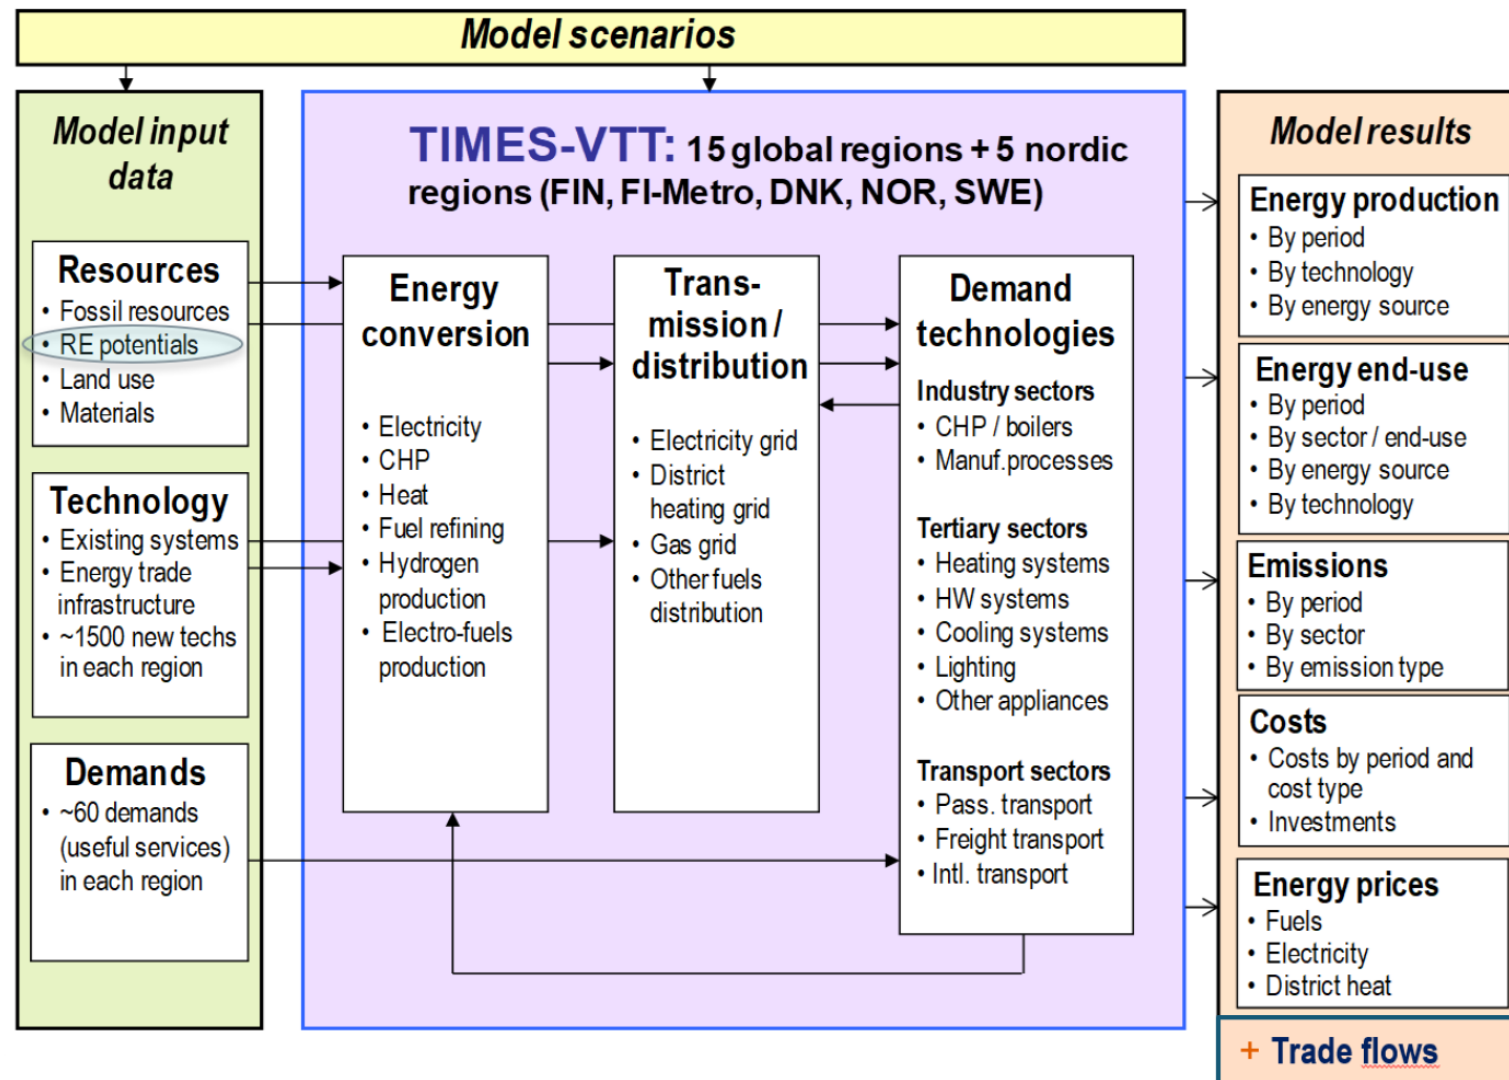 Model scenarios
Model input
data
Resources
• Fossil resources
• RE potentials
• Land use
• Materials
Technology
• Existing systems
• Energy trade
infrastructure
• ~1500 new techs
in each region
Demands
• ~60 demands
(useful services)
in each region
TIMES-VTT: 15 global regions + 5 nordic
regions (FIN, FI-Metro, DNK, NOR, SWE)
Energy
conversion
• Electricity
• CHP
• Heat
• Fuel refining
• Hydrogen
production
• Electro-fuels
production
Trans-
mission /
distribution
• Electricity grid
• District
heating grid
• Gas grid
• Other fuels
distribution
Demand
technologies
Industry sectors
• CHP / boilers
• Manuf.processes
Tertiary sectors
• Heating systems
• HW systems
• Cooling systems
• Lighting
• Other appliances
Transport sectors
• Pass. transport
• Freight transport
• Intl. transport
Model results
Energy production
• By period
• By technology
• By energy source
Energy end-use
• By period
• By sector / end-use
• By energy source
• By technology
Emissions
• By period
• By sector
• By emission type
Costs
• Costs by period and
cost type
• Investments
Energy prices
• Fuels
• Electricity
• District heat
+ Trade flows